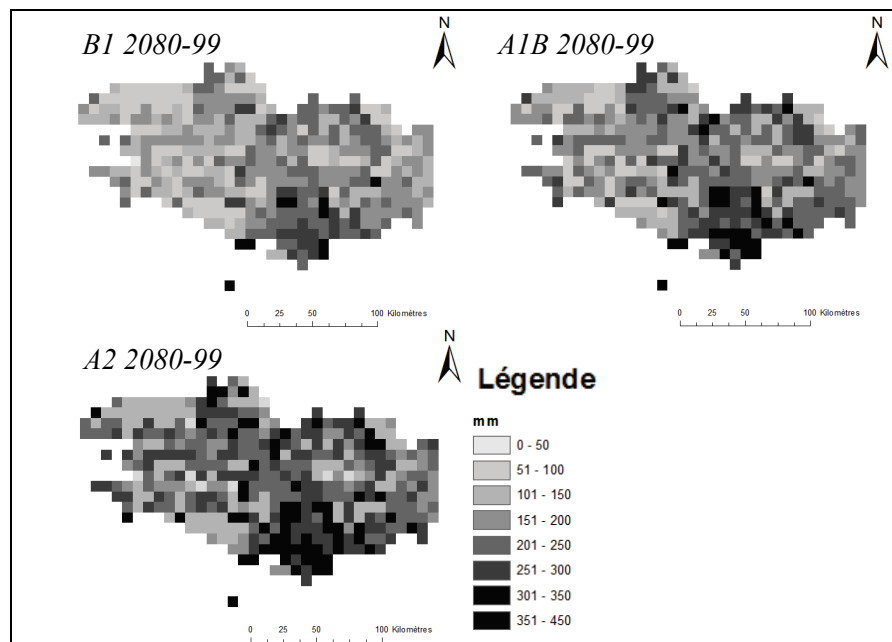 B1 2080-99
N
0 25 50 100 Kilomètres
A1B 2080-99
N
0 25 50 100 Kilomètres
A2 2080-99
N
0 25 50 100 Kilomètres
Légende
mm
0 - 50
51 - 100
101 - 150
151 - 200
201 - 250
251 - 300
301 - 350
351 - 450